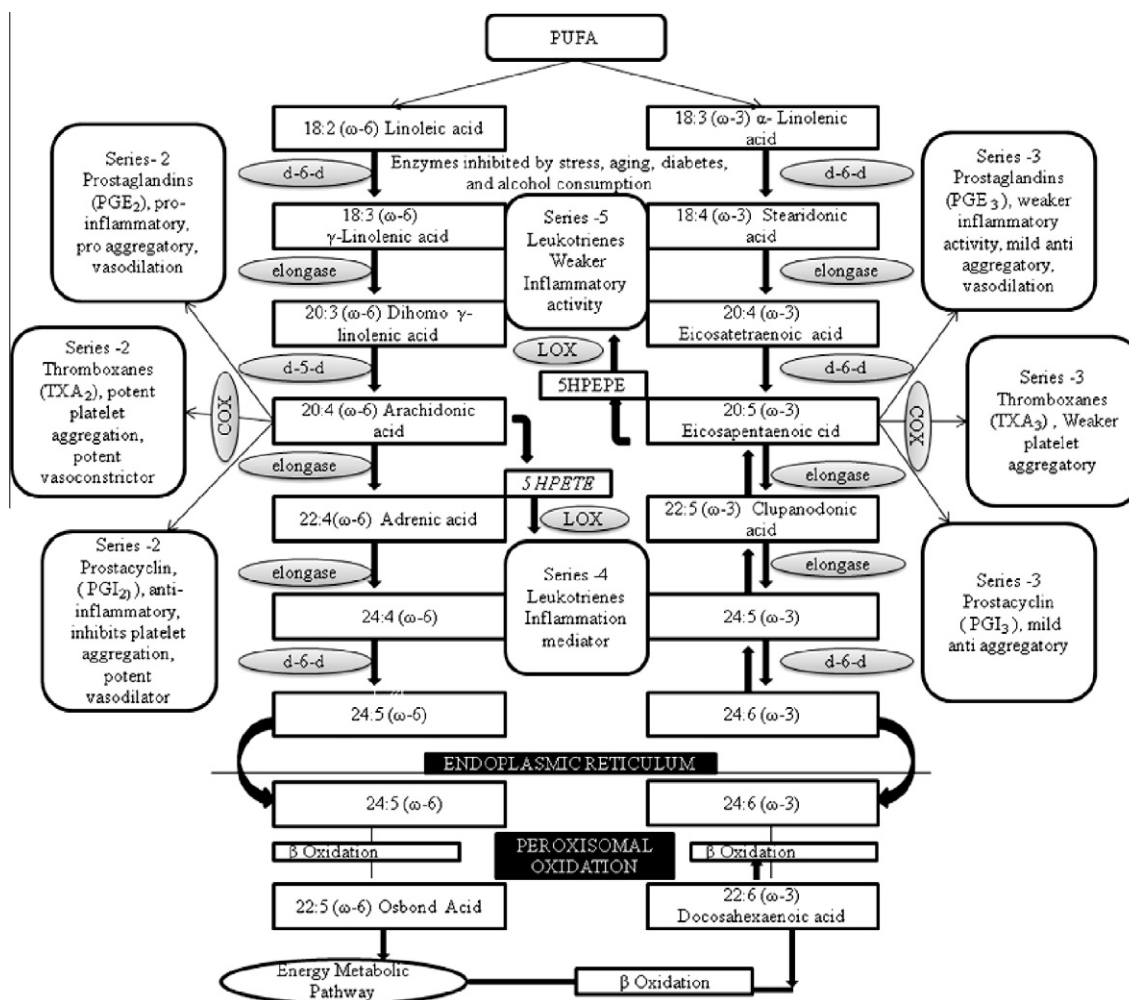 PUFA
18:2 (ω-6) Linoleic acid
18:3 (ω-3) α- Linolenic
acid
d-6-d
Enzymes inhibited by stress, aging, diabetes,
and alcohol consumption
d-6-d
Series- 2
Prostaglandins
(PGE2), pro-
inflammatory,
pro aggregatory,
vasodilation
18:3 (ω-6)
γ-Linolenic acid
Series -5
Leukotrienes
Weaker
Inflammatory
activity
18:4 (ω-3) Stearidonic
acid
Series -3
Prostaglandins
(PGE 3), weaker
inflammatory
activity, mild anti
aggregatory,
vasodilation
elongase
elongase
20:3 (ω-6) Dihomo γ-
linolenic acid
20:4 (ω-3)
Eicosatetraenoic acid
d-5-d
LOX
d-6-d
5HPEPE
Series -2
Thromboxanes
(TXA2), potent
platelet
aggregation,
potent
vasoconstrictor
COX
20:4 (ω-6) Arachidonic
acid
20:5 (ω-3)
Eicosapentaenoic cid
COX
Series -3
Thromboxanes
(TXA3) , Weaker
platelet
aggregatory
elongase
5 HPETE
elongase
22:4(ω-6) Adrenic acid
LOX
22:5 (ω-3) Clupanodonic
acid
Series -2
Prostacyclin,
(PGI2), anti-
inflammatory,
inhibits platelet
aggregation,
potent
vasodilator
elongase
Series -4
Leukotrienes
Inflammation
mediator
elongase
Series -3
Prostacyclin
(PGI3), mild
anti aggregatory
24:4 (ω-6)
24:5 (ω-3)
d-6-d
d-6-d
24:5 (ω-6)
24:6 (ω-3)
ENDOPLASMIC RETICULUM
24:5 (ω-6)
24:6 (ω-3)
β Oxidation
PEROXISOMAL
OXIDATION
β Oxidation
22:5 (ω-6) Osbond Acid
22:6 (ω-3)
Docosahexaenoic acid
Energy Metabolic
Pathway
β Oxidation